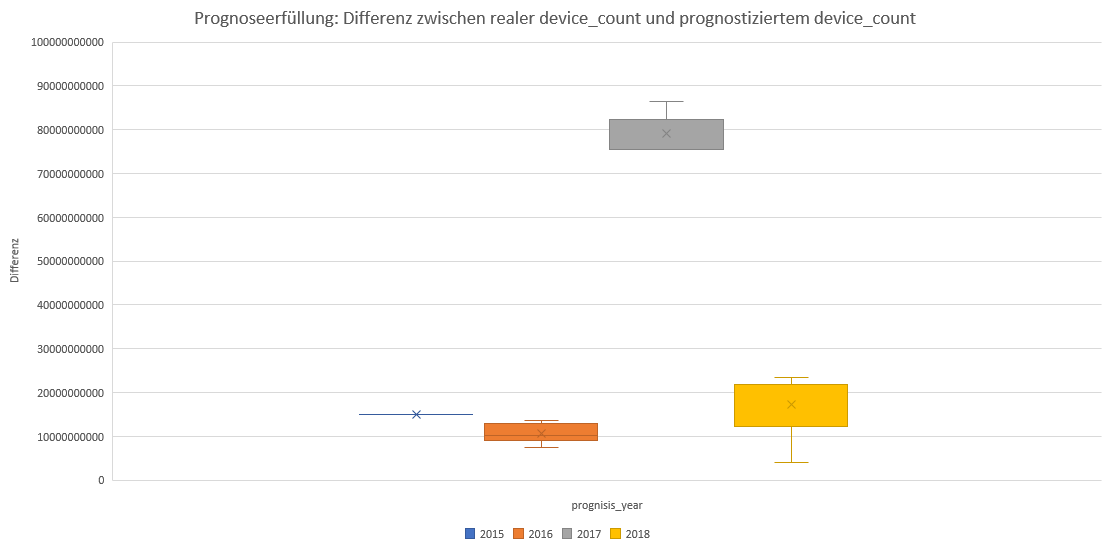 Prognoseerfüllung: Differenz zwischen realer device_count und prognostiziertem device_count
100000000000
90000000000
80000000000
70000000000
60000000000
50000000000
40000000000
30000000000
20000000000
10000000000
0
Differenz
prognisis_year
2015 2016 2017 2018